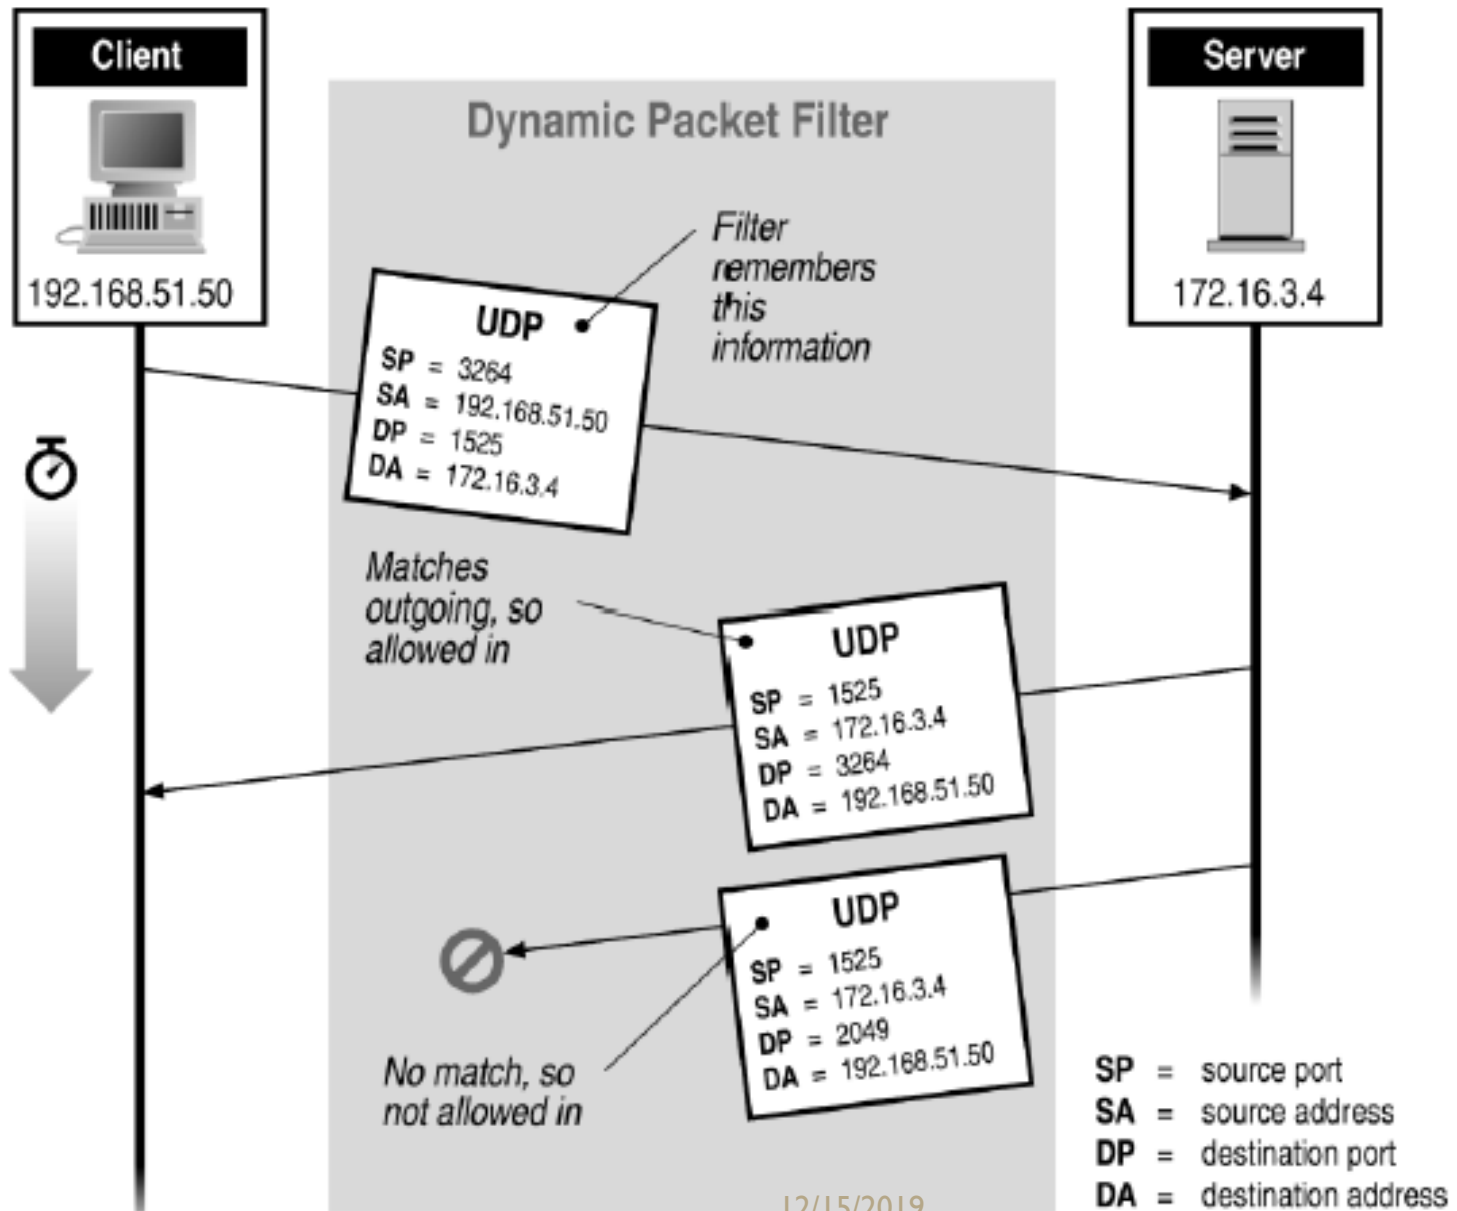 Client
192.168.51.50
Server
172.16.3.4
Dynamic Packet Filter
Filter
remembers
this
information
UDP
SP = 3264
SA = 192.168.51.50
DP = 1525
DA = 172.16.3.4
Matches
outgoing, so
allowed in
UDP
SP = 1525
SA = 172.16.3.4
DP = 3264
DA = 192.168.51.50
UDP
SP = 1525
SA = 172.16.3.4
DP = 2049
DA = 192.168.51.50
No match, so
not allowed in
SP = source port
SA = source address
DP = destination port
DA = destination address
12/15/2019